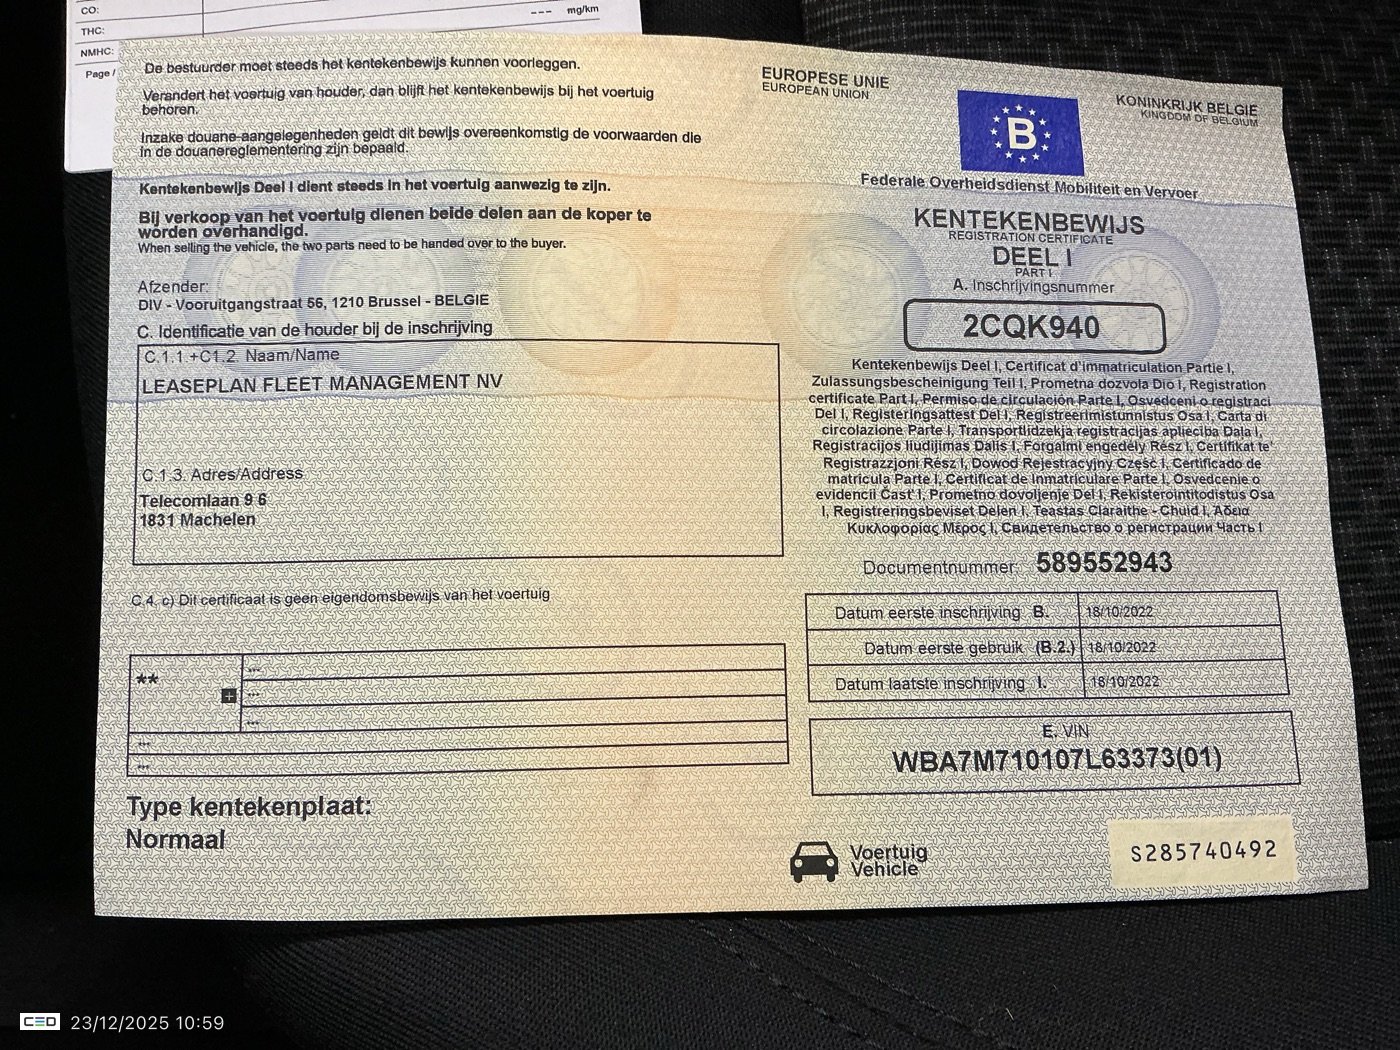 CO:
--- mg/km
THC:
NMHC:
Page /
De bestuurder moet steeds het kentekenbewijs kunnen voorleggen.
Verandert het voertuig van houder, dan blijft het kentekenbewijs bij het voertuig
behoren.
Inzake douane-aangelegenheden geldt dit bewijs overeenkomstig de voorwaarden die
in de douanereglementering zijn bepaald.
Kentekenbewijs Deel I dient steeds in het voertuig aanwezig te zijn.
Bij verkoop van het voertuig dienen beide delen aan de koper te
worden overhandigd.
When selling the vehicle, the two parts need to be handed over to the buyer.
Afzender:
DIV - Vooruitgangstraat 56, 1210 Brussel - BELGIE
C. Identificatie van de houder bij de inschrijving
C.1.1.+C1.2. Naam/Name
LEASEPLAN FLEET MANAGEMENT NV
C.1.3. Adres/Address
Telecomlaan 9 6
1831 Machelen
C.4. c) Dit certificaat is geen eigendomsbewijs van het voertuig
**
+
---
---
---
---
---
Type kentekenplaat:
Normaal
EUROPESE UNIE
EUROPEAN UNION
B
KONINKRIJK BELGIE
KINGDOM OF BELGIUM
Federale Overheidsdienst Mobiliteit en Vervoer
KENTEKENBEWIJS
REGISTRATION CERTIFICATE
DEEL I
PART I
A. Inschrijvingsnummer
2CQK940
Kentekenbewijs Deel I, Certificat d'immatriculation Partie I,
Zulassungsbescheinigung Teil I, Prometna dozvola Dio I, Registration
certificate Part I, Permiso de circulación Parte I, Osvedceni o registraci
Del I, Registeringsattest Del I, Registreerimistunnistus Osa I, Carta di
circolazione Parte I, Transportlidzekja registracijas aplieciba Daļa I,
Registracijos liudijimas Dalis I, Forgalmi engedély Rész I, Certifikat te'
Registrazzjoni Rész I, Dowod Rejestracyjny Część I, Certificado de
matricula Parte I, Certificat de Inmatriculare Parte I, Osvedcenie o
evidencii Čast' I, Prometno dovoljenje Del I, Rekisterointitodistus Osa
I, Registreringsbeviset Delen I, Teastas Claraithe - Chuid I, Άδεια
Κυκλοφορίας Μέρος I, Свидетельство о регистрации Часть I
Documentnummer: 589552943
Datum eerste inschrijving B. 18/10/2022
Datum eerste gebruik (B.2.) 18/10/2022
Datum laatste inschrijving I. 18/10/2022
E. VIN
WBA7M710107L63373(01)
Voertuig
Vehicle
S285740492
CED 23/12/2025 10:59